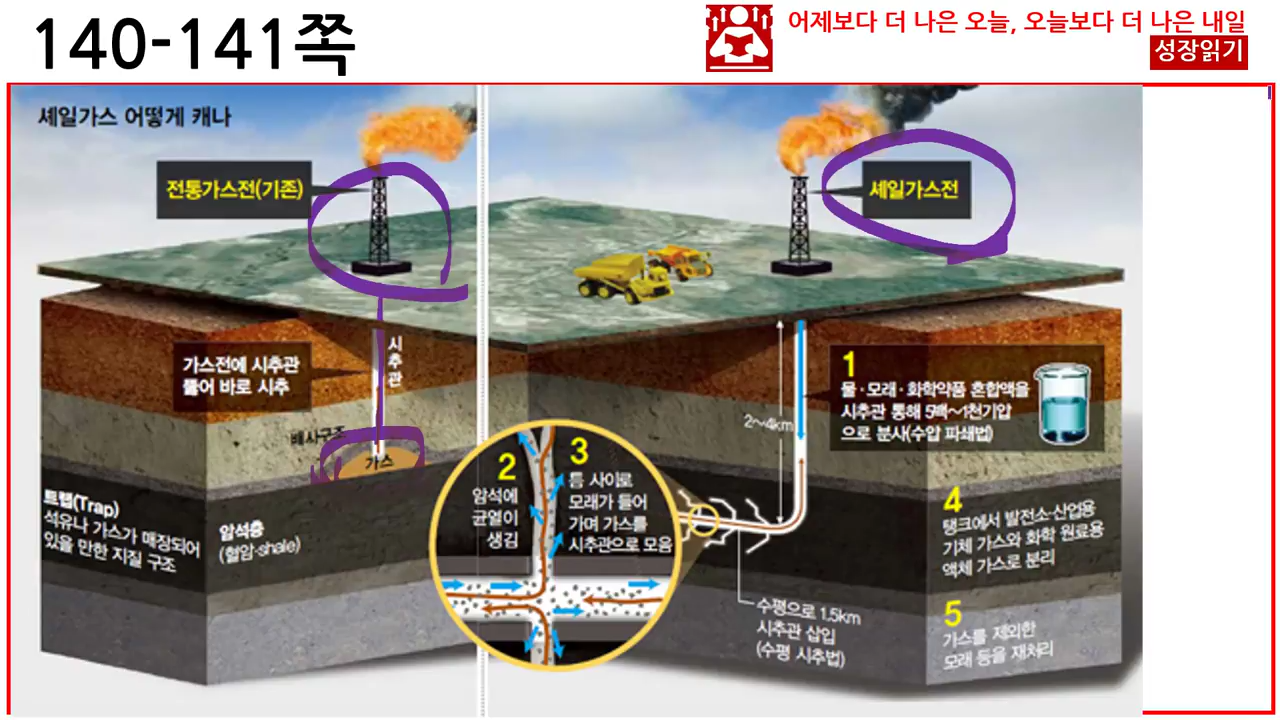 140-141쪽
어제보다 더 나은 오늘, 오늘보다 더 나은 내일
성장읽기
셰일가스 어떻게 캐나
전통가스전(기존)
셰일가스전
가스전에 시추관
뚫어 바로 시추
시추관
배사구조
가스
트랩(Trap)
석유나 가스가 매장되어
있을 만한 지질 구조
암석층
(혈암·shale)
2
암석에
균열이
생김
3
틈 사이로
모래가 들어
가며 가스를
시추관으로 모음
2~4km
1
물·모래·화학약품 혼합액을
시추관 통해 5백~1천기압
으로 분사(수압 파쇄법)
수평으로 1.5km
시추관 삽입
(수평 시추법)
4
탱크에서 발전소·산업용
기체 가스와 화학 원료용
액체 가스로 분리
5
가스를 제외한
모래 등을 재처리